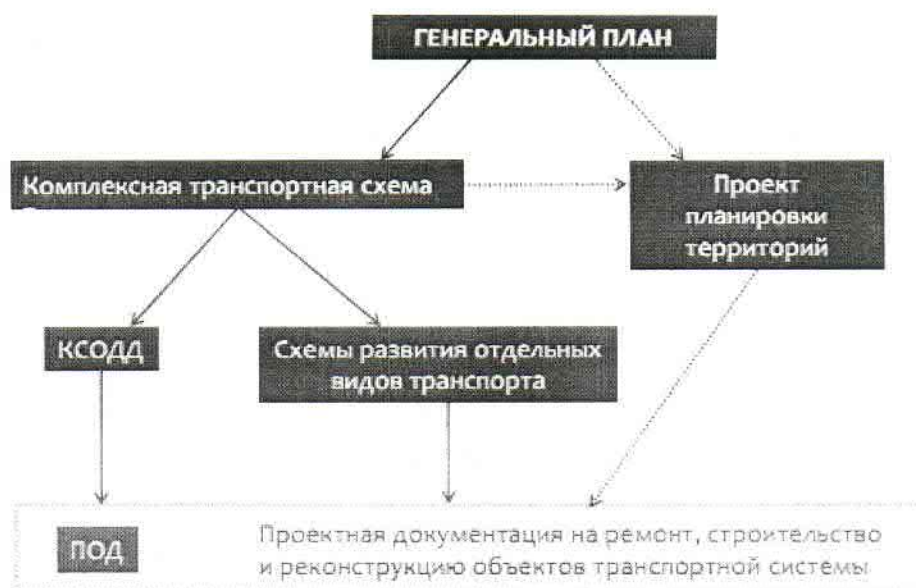 ГЕНЕРАЛЬНЫЙ ПЛАН
Комплексная транспортная схема
Проект
планировки
территорий
КСОДД
Схемы развития отдельных
видов транспорта
ПОД
Проектная документация на ремонт, строительство
и реконструкцию объектов транспортной системы